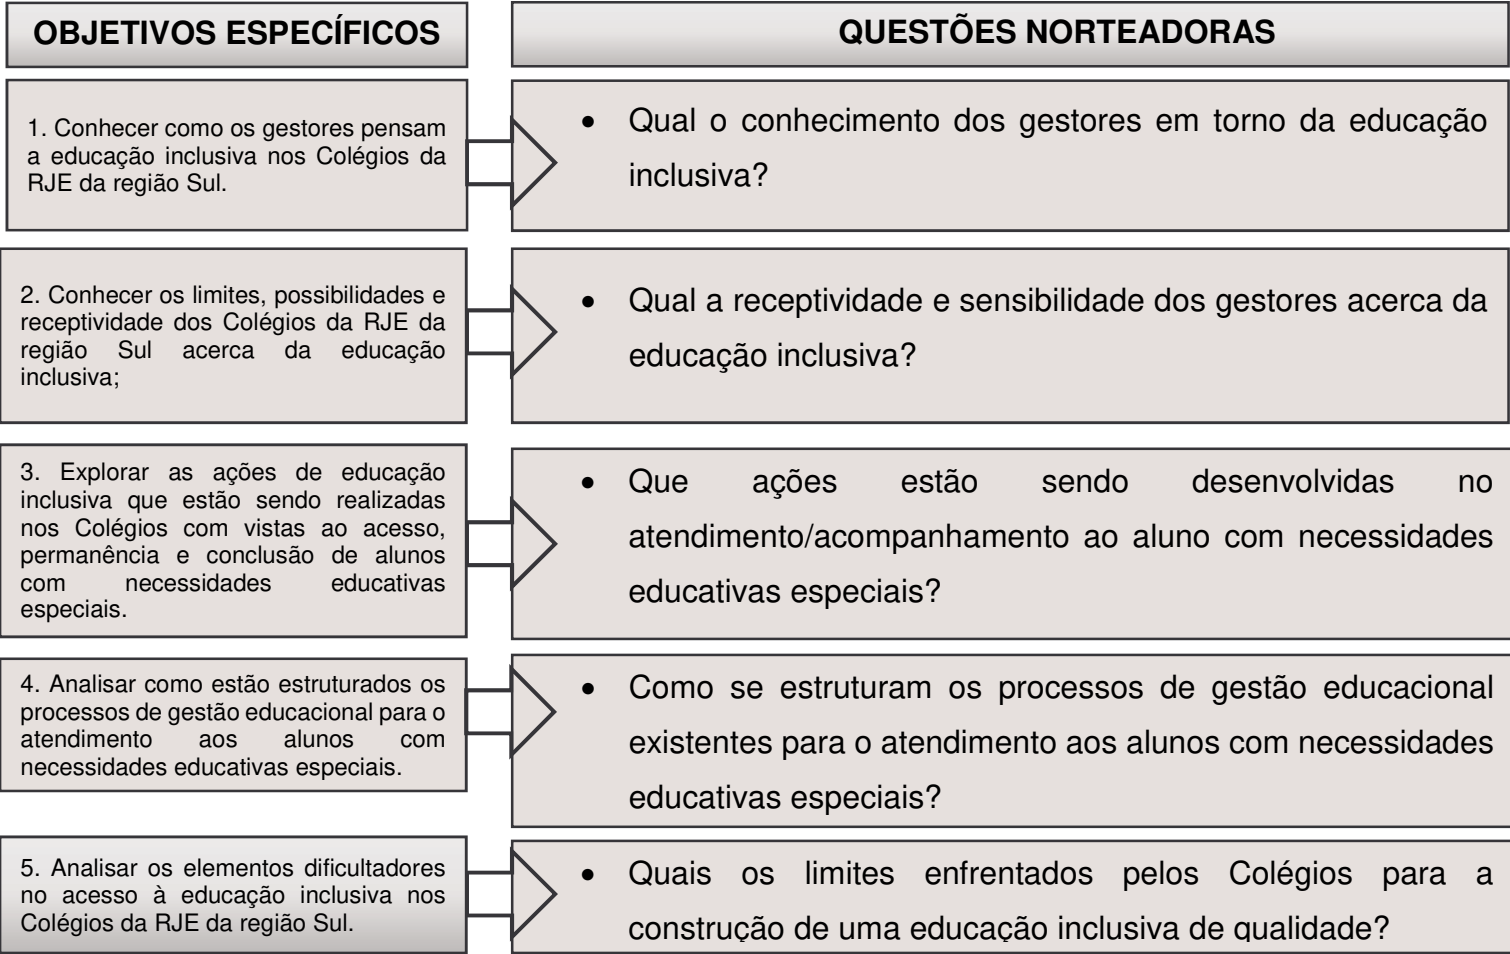 OBJETIVOS ESPECÍFICOS
QUESTÕES NORTEADORAS
1. Conhecer como os gestores pensam
a educação inclusiva nos Colégios da
RJE da região Sul.
• Qual o conhecimento dos gestores em torno da educação
inclusiva?
2. Conhecer os limites, possibilidades e
receptividade dos Colégios da RJE da
região Sul acerca da educação
inclusiva;
• Qual a receptividade e sensibilidade dos gestores acerca da
educação inclusiva?
3. Explorar as ações de educação
inclusiva que estão sendo realizadas
nos Colégios com vistas ao acesso,
permanência e conclusão de alunos
com necessidades educativas
especiais.
• Que ações estão sendo desenvolvidas no
atendimento/acompanhamento ao aluno com necessidades
educativas especiais?
4. Analisar como estão estruturados os
processos de gestão educacional para o
atendimento aos alunos com
necessidades educativas especiais.
• Como se estruturam os processos de gestão educacional
existentes para o atendimento aos alunos com necessidades
educativas especiais?
5. Analisar os elementos dificultadores
no acesso à educação inclusiva nos
Colégios da RJE da região Sul.
• Quais os limites enfrentados pelos Colégios para a
construção de uma educação inclusiva de qualidade?